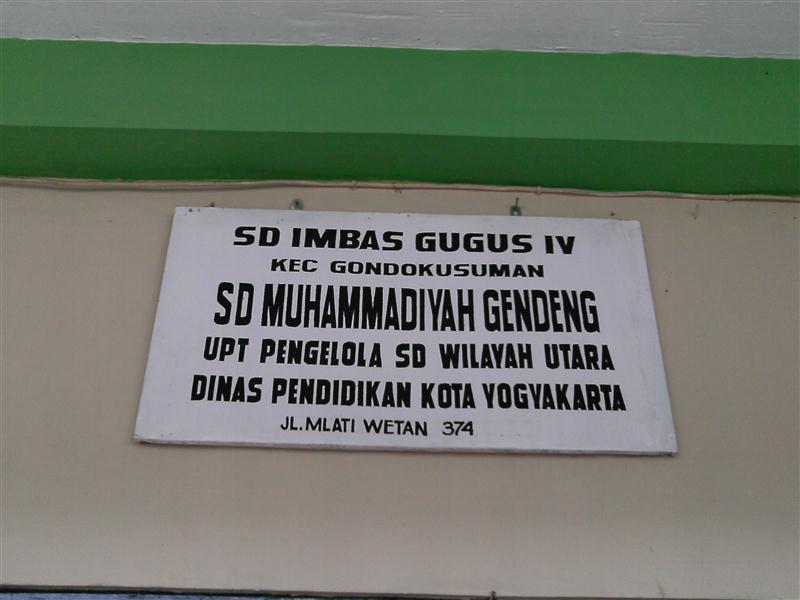 SD IMBAS GUGUS IV
KEC GONDOKUSUMAN
SD MUHAMMADIYAH GENDENG
UPT PENGELOLA SD WILAYAH UTARA
DINAS PENDIDIKAN KOTA YOGYAKARTA
JL.MLATI WETAN 374